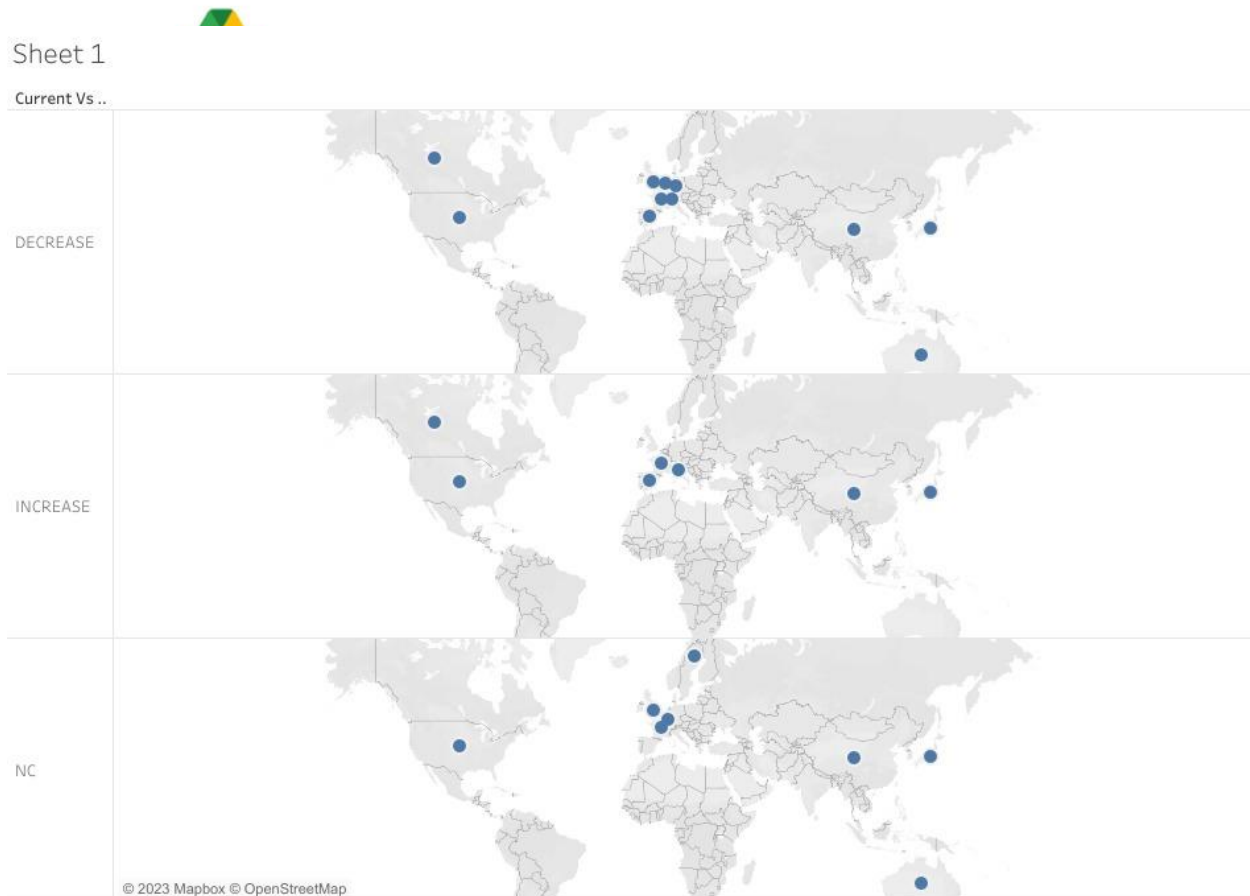 Sheet 1
Current Vs ..
DECREASE
INCREASE
NC
© 2023 Mapbox © OpenStreetMap